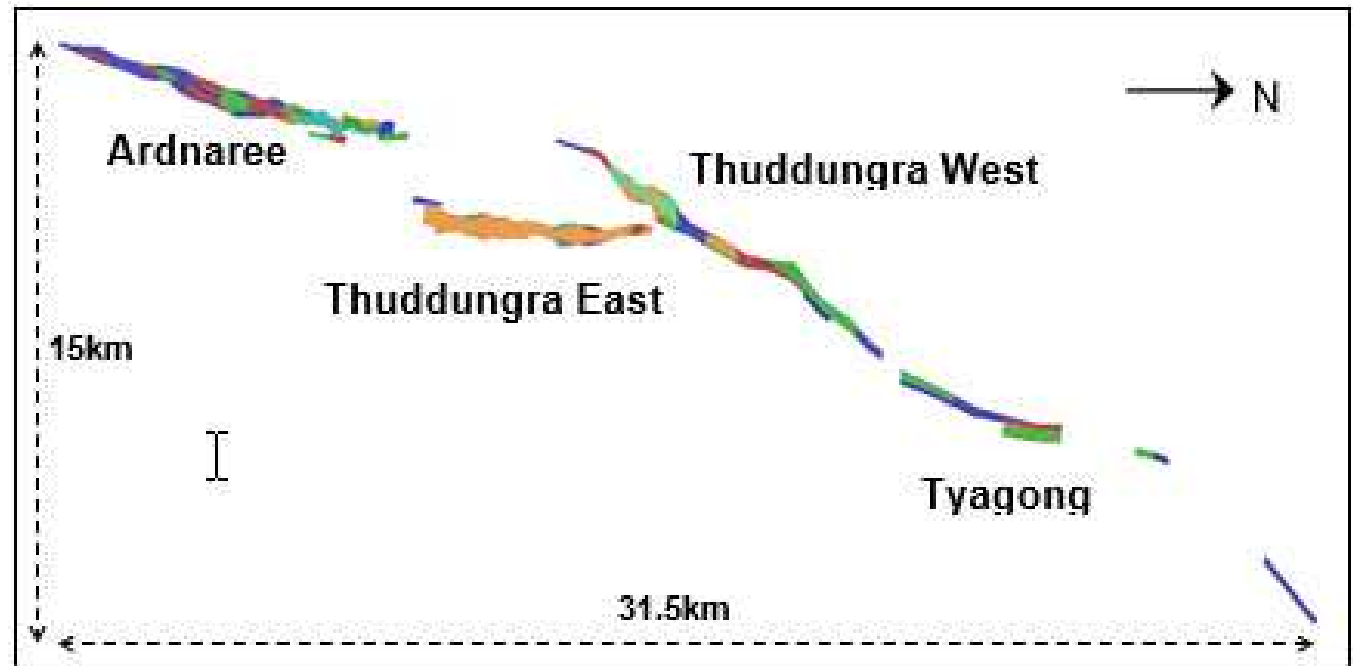 N
Ardnaree
Thuddungra West
Thuddungra East
15km
Tyagong
31.5km